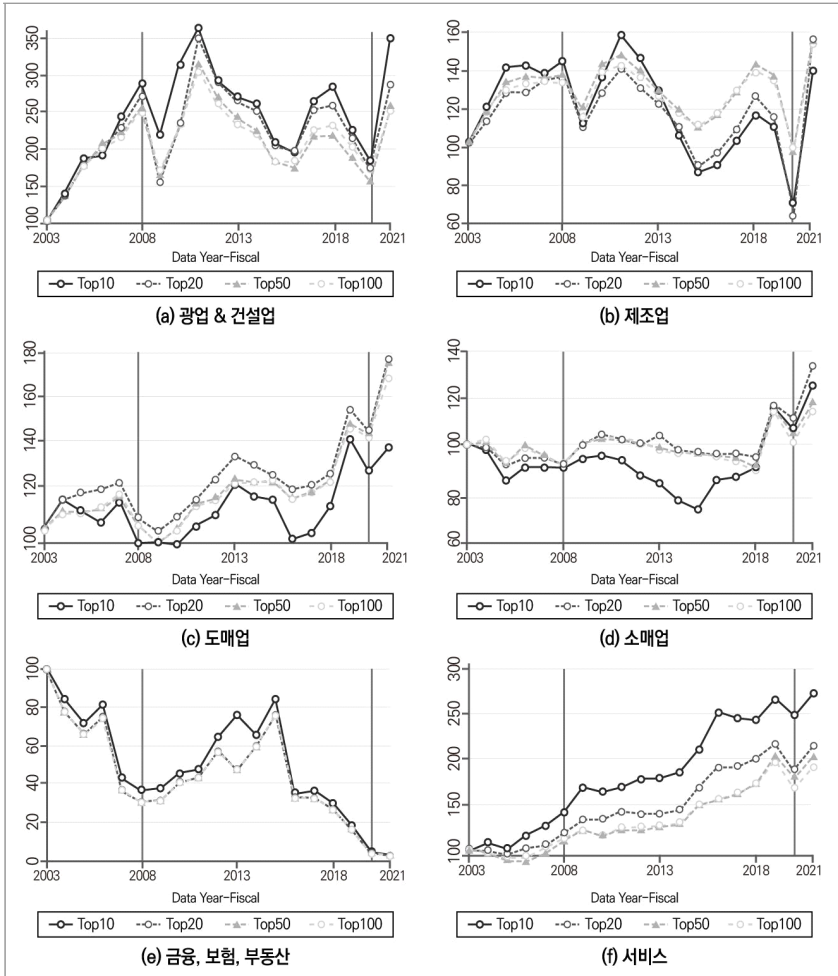 100 150 200 250 300 350
2003 2008 2013 2018 2021
Data Year-Fiscal
Top10 Top20 Top50 Top100
(a) 광업 & 건설업
60 80 100 120 140 160
2003 2008 2013 2018 2021
Data Year-Fiscal
Top10 Top20 Top50 Top100
(b) 제조업
100 120 140 160 180
2003 2008 2013 2018 2021
Data Year-Fiscal
Top10 Top20 Top50 Top100
(c) 도매업
60 80 100 120 140
2003 2008 2013 2018 2021
Data Year-Fiscal
Top10 Top20 Top50 Top100
(d) 소매업
0 20 40 60 80 100
2003 2008 2013 2018 2021
Data Year-Fiscal
Top10 Top20 Top50 Top100
(e) 금융, 보험, 부동산
100 150 200 250 300
2003 2008 2013 2018 2021
Data Year-Fiscal
Top10 Top20 Top50 Top100
(f) 서비스